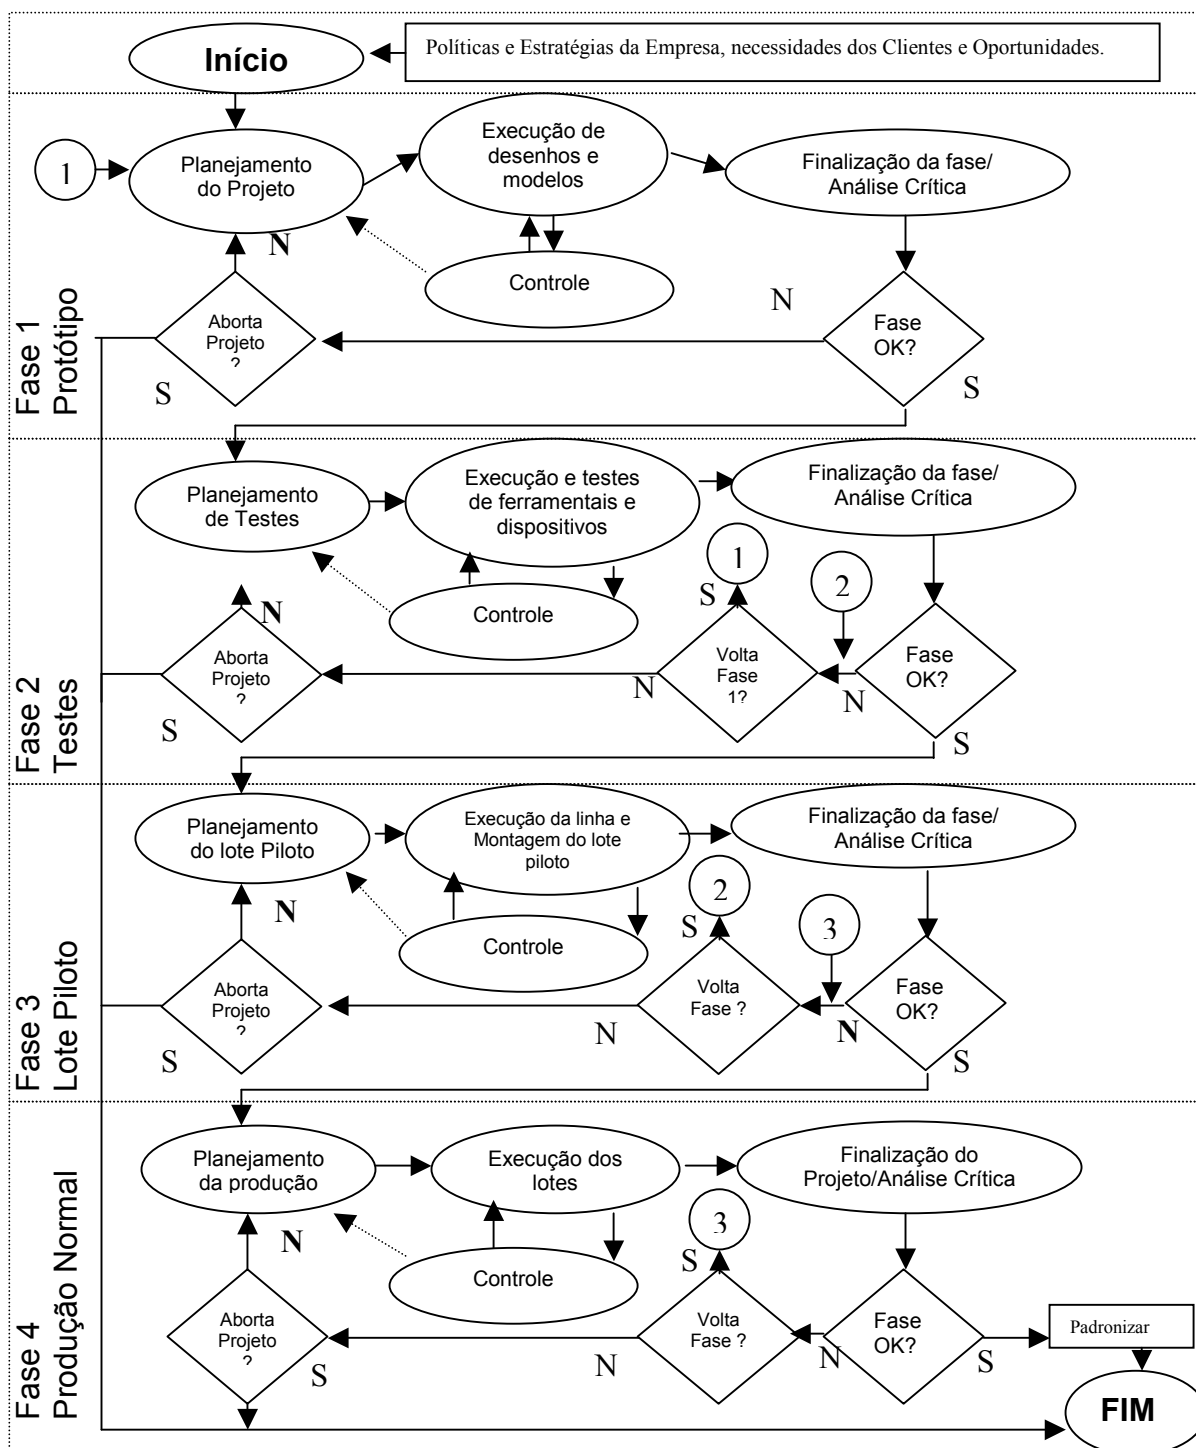 Início
Políticas e Estratégias da Empresa, necessidades dos Clientes e Oportunidades.
Fase 1
Protótipo
1
Planejamento
do Projeto
Execução de
desenhos e
modelos
Finalização da fase/
Análise Crítica
N
Controle
N
Aborta
Projeto
?
Fase
OK?
S
S
Fase 2
Testes
Planejamento
de Testes
Execução e testes
de ferramentais e
dispositivos
Finalização da fase/
Análise Crítica
1
2
S
N
Controle
Aborta
Projeto
?
Volta
Fase
1?
Fase
OK?
N
N
S
S
Fase 3
Lote Piloto
Planejamento
do lote Piloto
Execução da linha e
Montagem do lote
piloto
Finalização da fase/
Análise Crítica
N
2
S
3
Controle
Aborta
Projeto
?
Volta
Fase ?
Fase
OK?
S
N
N
S
Fase 4
Produção Normal
Planejamento
da produção
Execução dos
lotes
Finalização do
Projeto/Análise Crítica
N
3
S
Controle
Aborta
Projeto
?
Volta
Fase ?
Fase
OK?
Padronizar
S
N
N
S
FIM